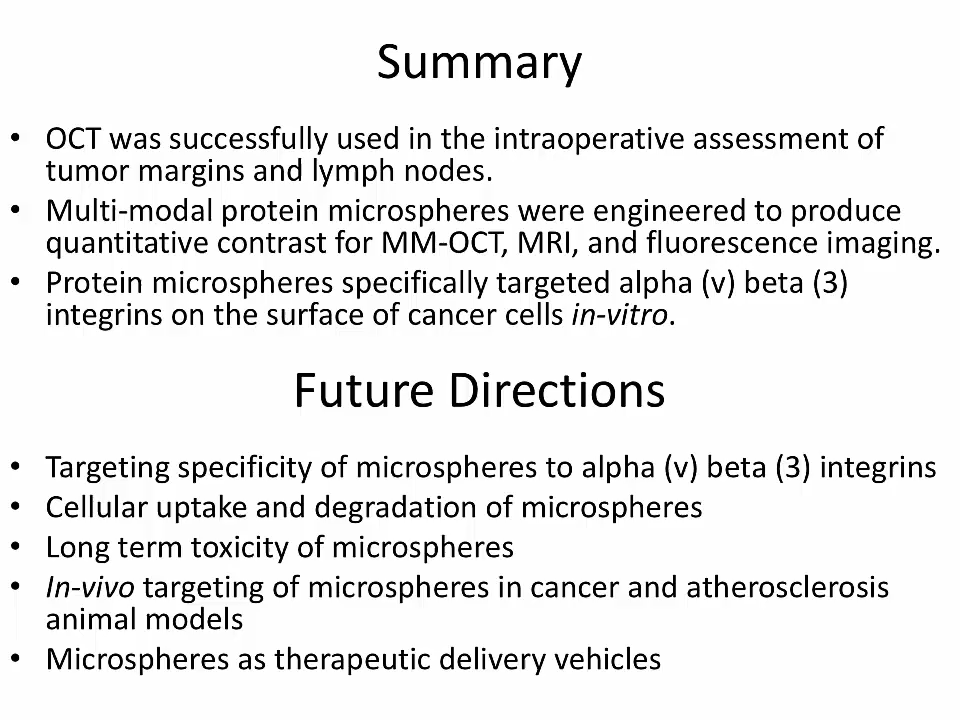 Summary
• OCT was successfully used in the intraoperative assessment of
tumor margins and lymph nodes.
• Multi-modal protein microspheres were engineered to produce
quantitative contrast for MM-OCT, MRI, and fluorescence imaging.
• Protein microspheres specifically targeted alpha (v) beta (3)
integrins on the surface of cancer cells in-vitro.
Future Directions
• Targeting specificity of microspheres to alpha (v) beta (3) integrins
• Cellular uptake and degradation of microspheres
• Long term toxicity of microspheres
• In-vivo targeting of microspheres in cancer and atherosclerosis
animal models
• Microspheres as therapeutic delivery vehicles